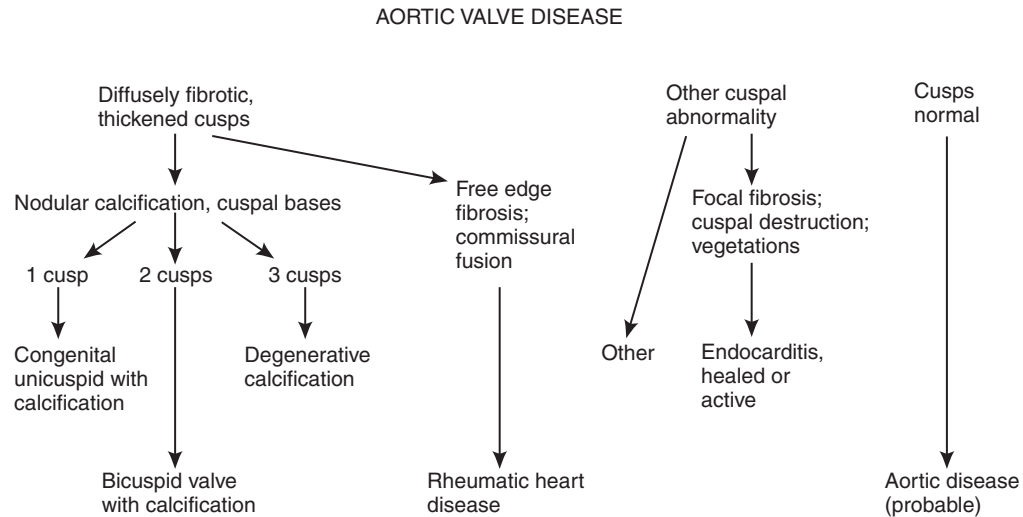 AORTIC VALVE DISEASE
Diffusely fibrotic,
thickened cusps
Other cuspal
abnormality
Cusps
normal
Nodular calcification, cuspal bases
Free edge
fibrosis;
commissural
fusion
Focal fibrosis;
cuspal destruction;
vegetations
1 cusp
2 cusps
3 cusps
Congenital
unicuspid with
calcification
Degenerative
calcification
Other
Endocarditis,
healed or
active
Bicuspid valve
with calcification
Rheumatic heart
disease
Aortic disease
(probable)